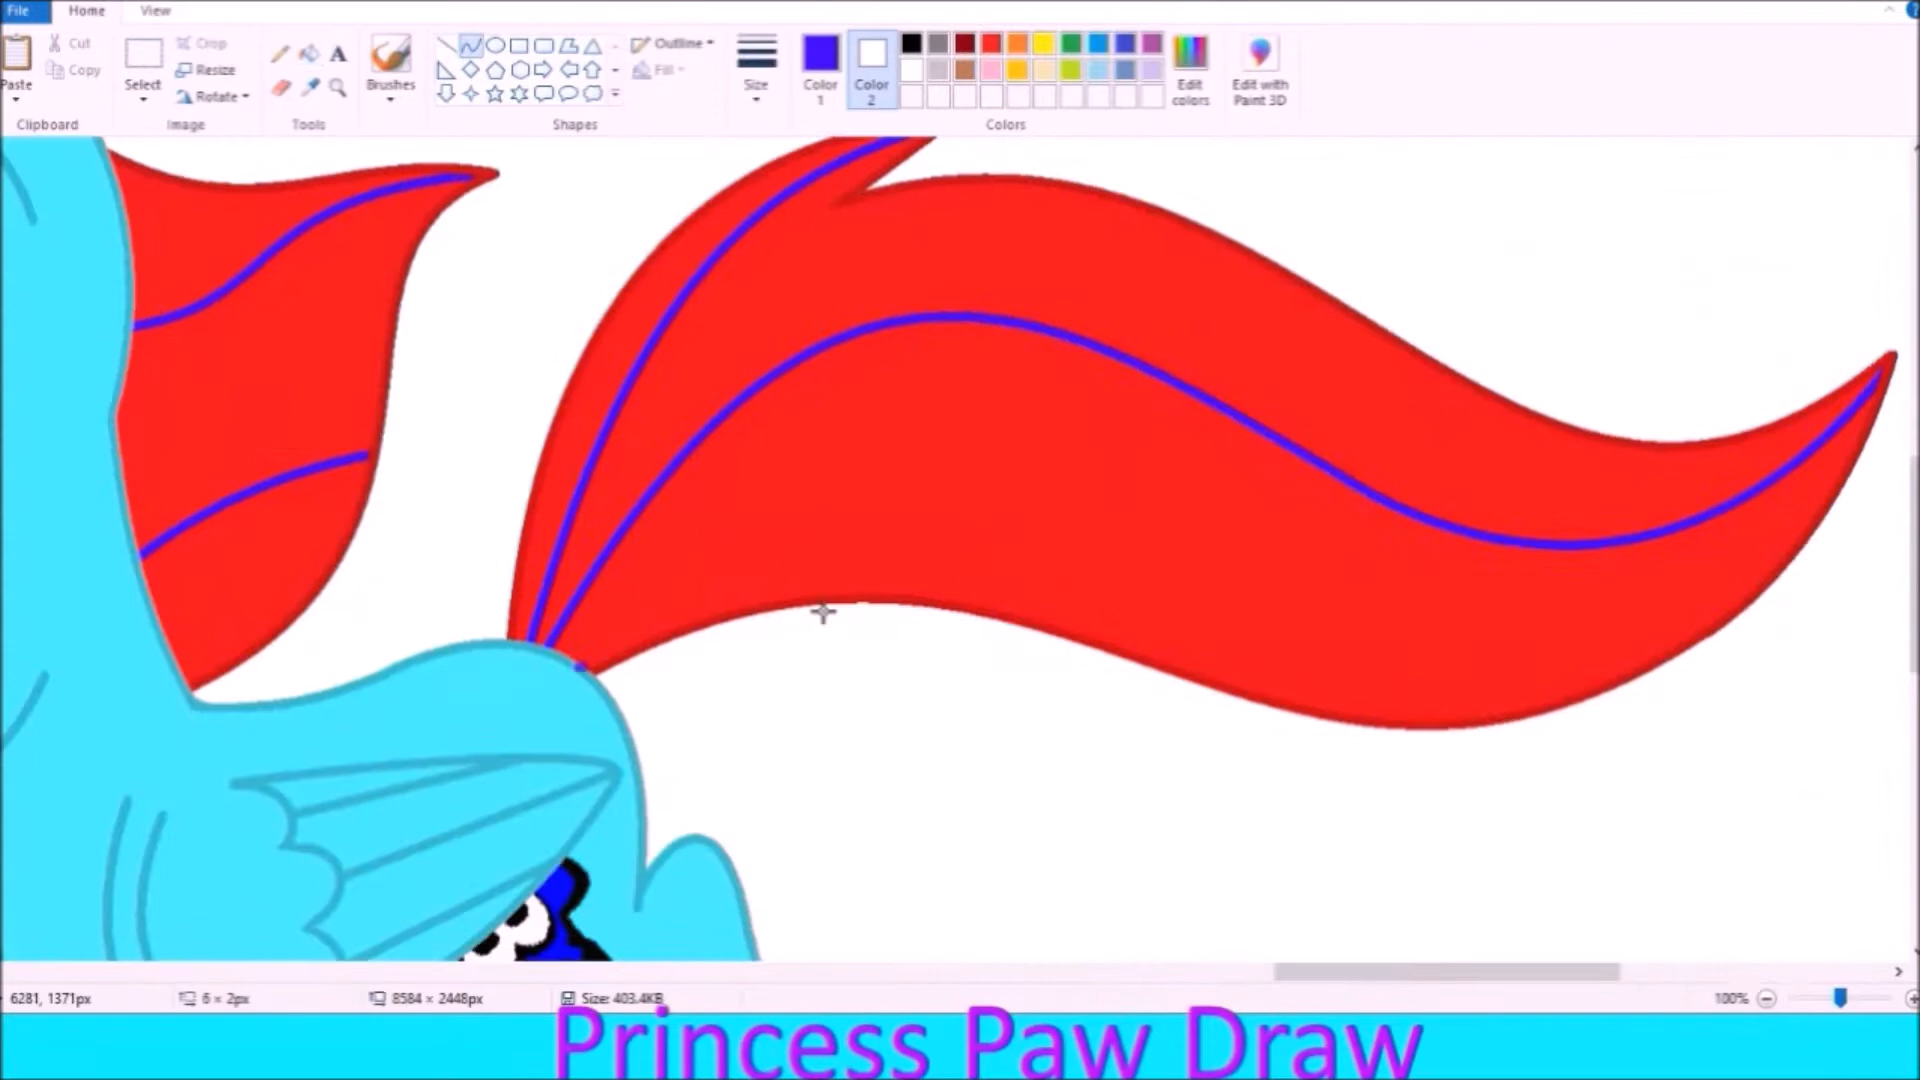 File Home View
Paste
Cut
Copy
Clipboard
Select
Crop
Resize
Rotate
Image
Tools
Brushes
Shapes
Outline
Fill
Size
Color 1
Color 2
Colors
Edit colors
Edit with Paint 3D
6281, 1371px 6 × 2px 8584 × 2448px Size: 403.4KB 100%
Princess Paw Draw